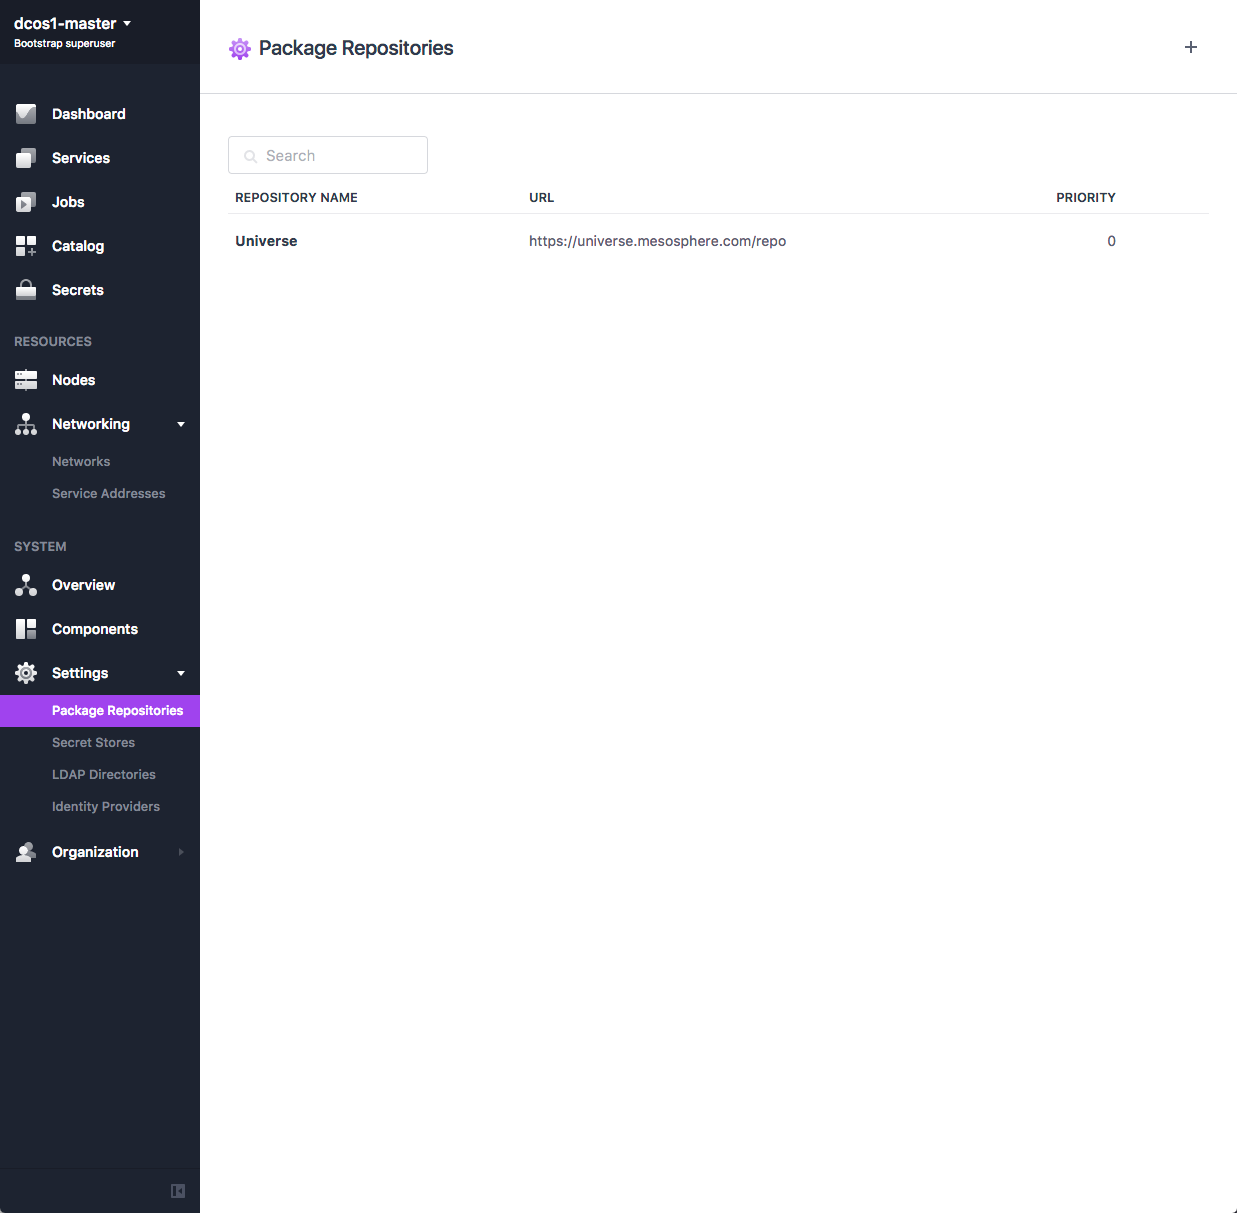 dcos1-master
Bootstrap superuser
Dashboard
Services
Jobs
Catalog
Secrets
RESOURCES
Nodes
Networking
Networks
Service Addresses
SYSTEM
Overview
Components
Settings
Package Repositories
Secret Stores
LDAP Directories
Identity Providers
Organization
Package Repositories
Search
REPOSITORY NAME URL PRIORITY
Universe https://universe.mesosphere.com/repo 0